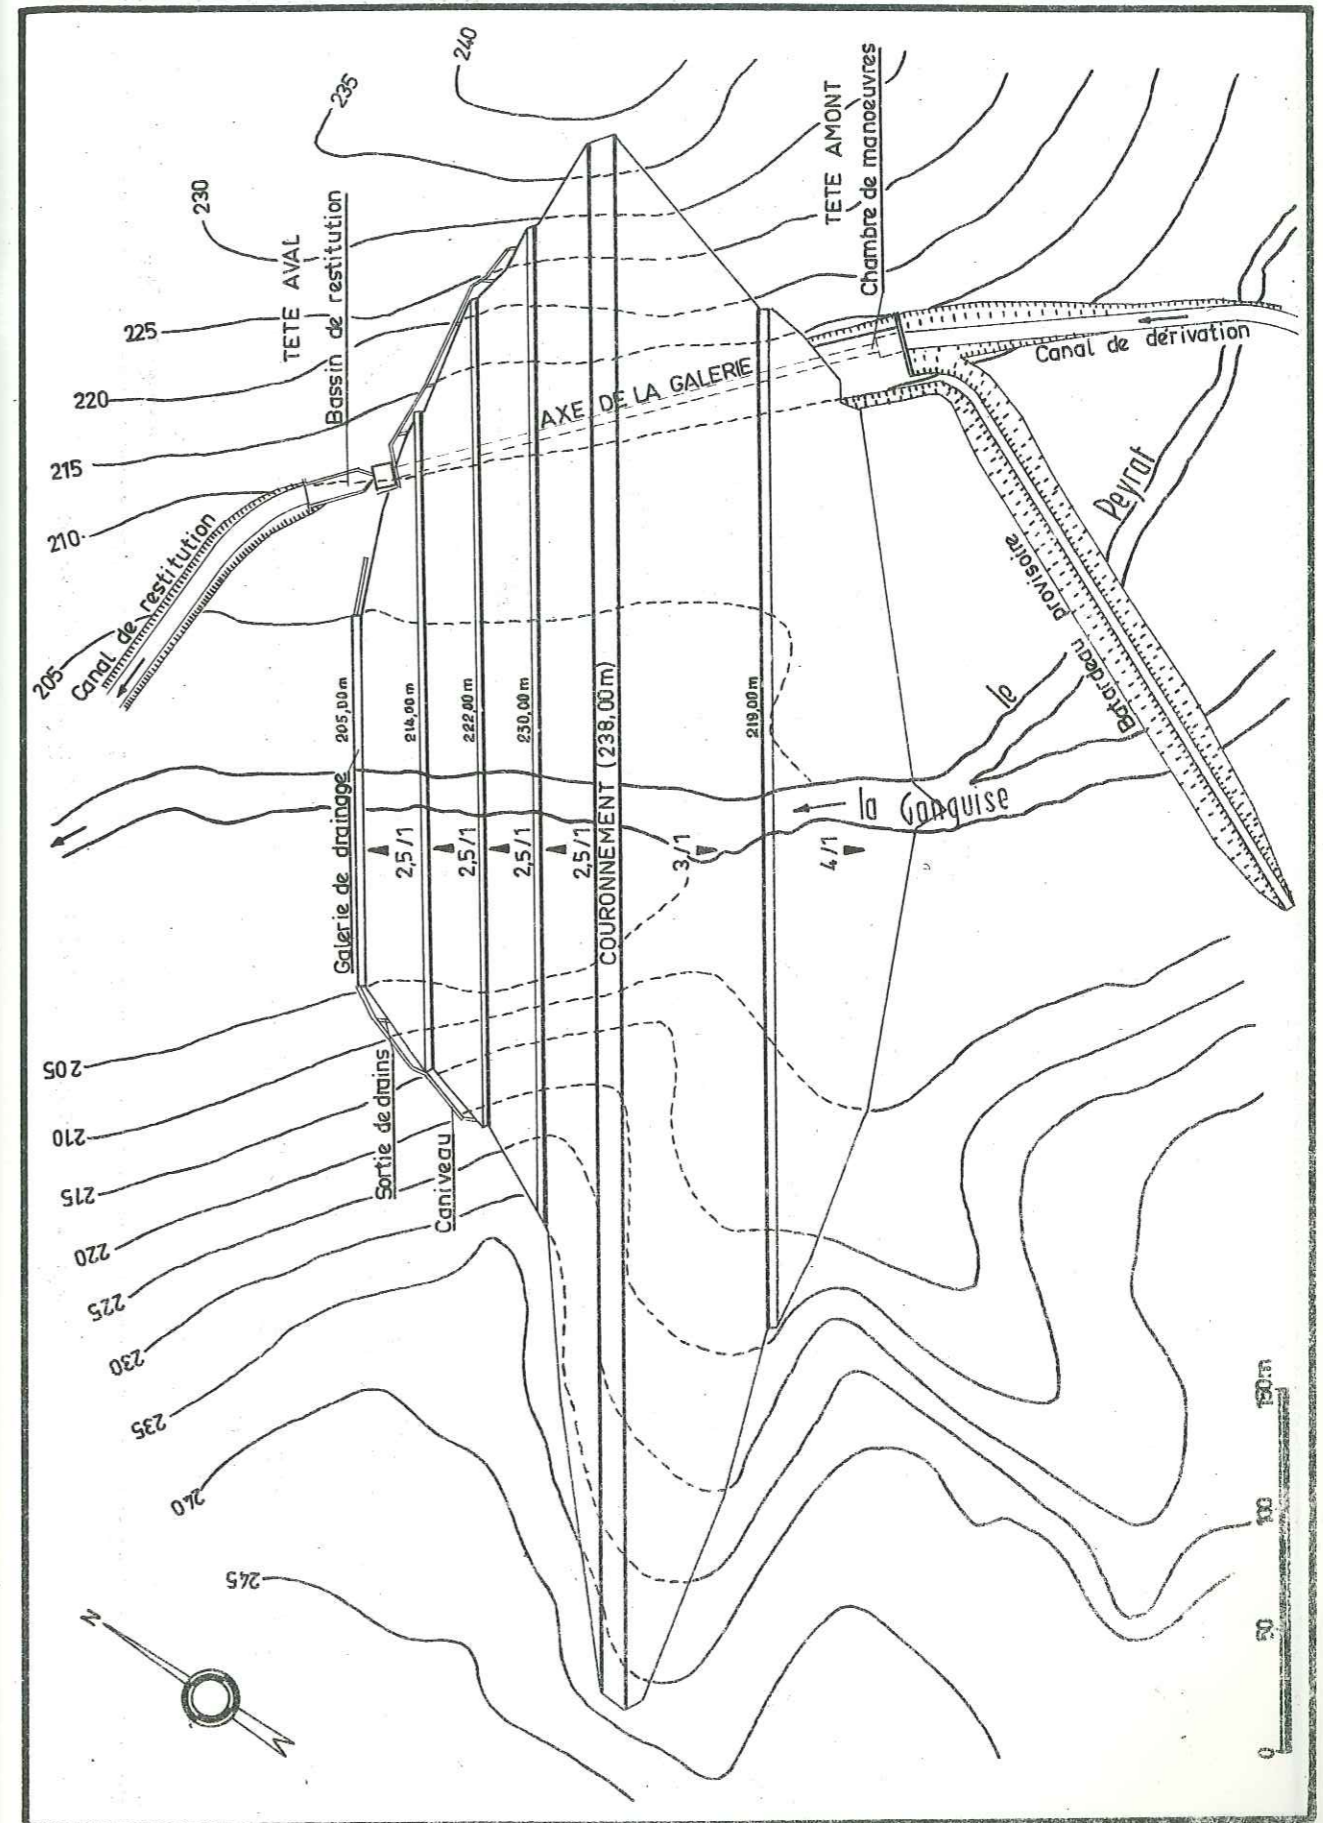 240
235
230
225
220
215
210
205
TETE AVAL
Bassin de restitution
TETE AMONT
Chambre de manoeuvres
AXE DE LA GALERIE
Canal de dérivation
Canal de restitution
Peyrat
la
Batardeau provisoire
205,00 m
214,00 m
222,00 m
230,00 m
COURONNEMENT (238,00 m)
219,00 m
Galerie de drainage
2,5/1
2,5/1
2,5/1
2,5/1
3/1
4/1
la Ganguise
Sortie de drains
Caniveau
205
210
215
220
225
230
235
240
245
N
0
50
100
150m